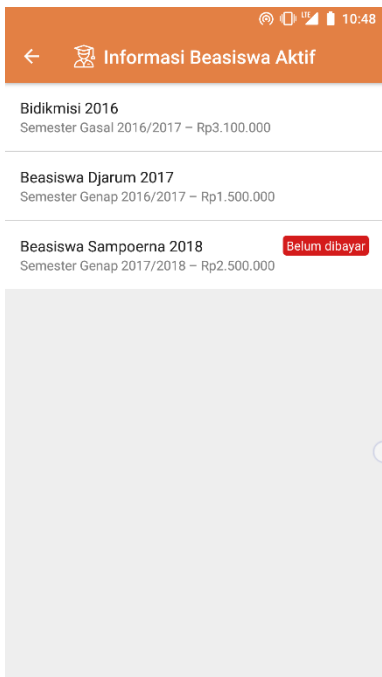 LTE 10:48
Informasi Beasiswa Aktif
Bidikmisi 2016
Semester Gasal 2016/2017 – Rp3.100.000
Beasiswa Djarum 2017
Semester Genap 2016/2017 – Rp1.500.000
Beasiswa Sampoerna 2018 Belum dibayar
Semester Genap 2017/2018 – Rp2.500.000